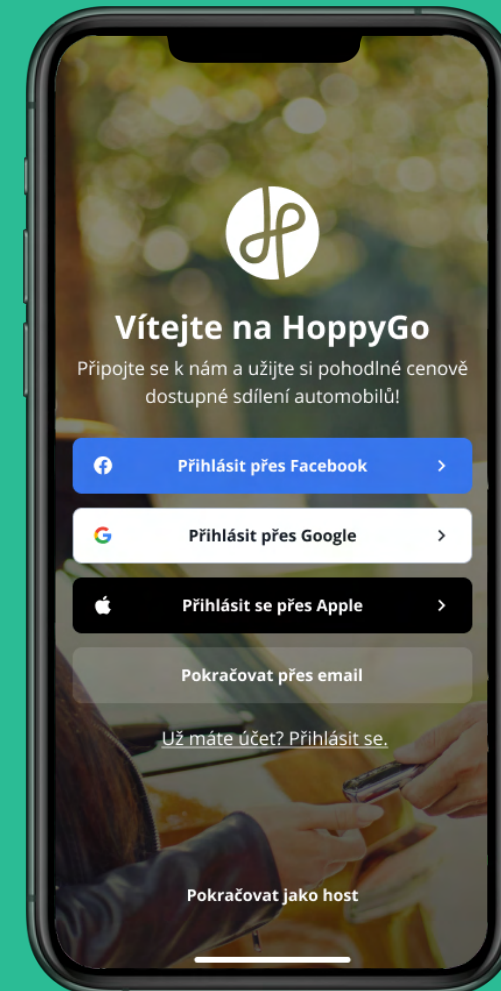 Vítejte na HoppyGo
Připojte se k nám a užijte si pohodlné cenově
dostupné sdílení automobilů!
Přihlásit přes Facebook
Přihlásit přes Google
Přihlásit se přes Apple
Pokračovat přes email
Už máte účet? Přihlásit se.
Pokračovat jako host